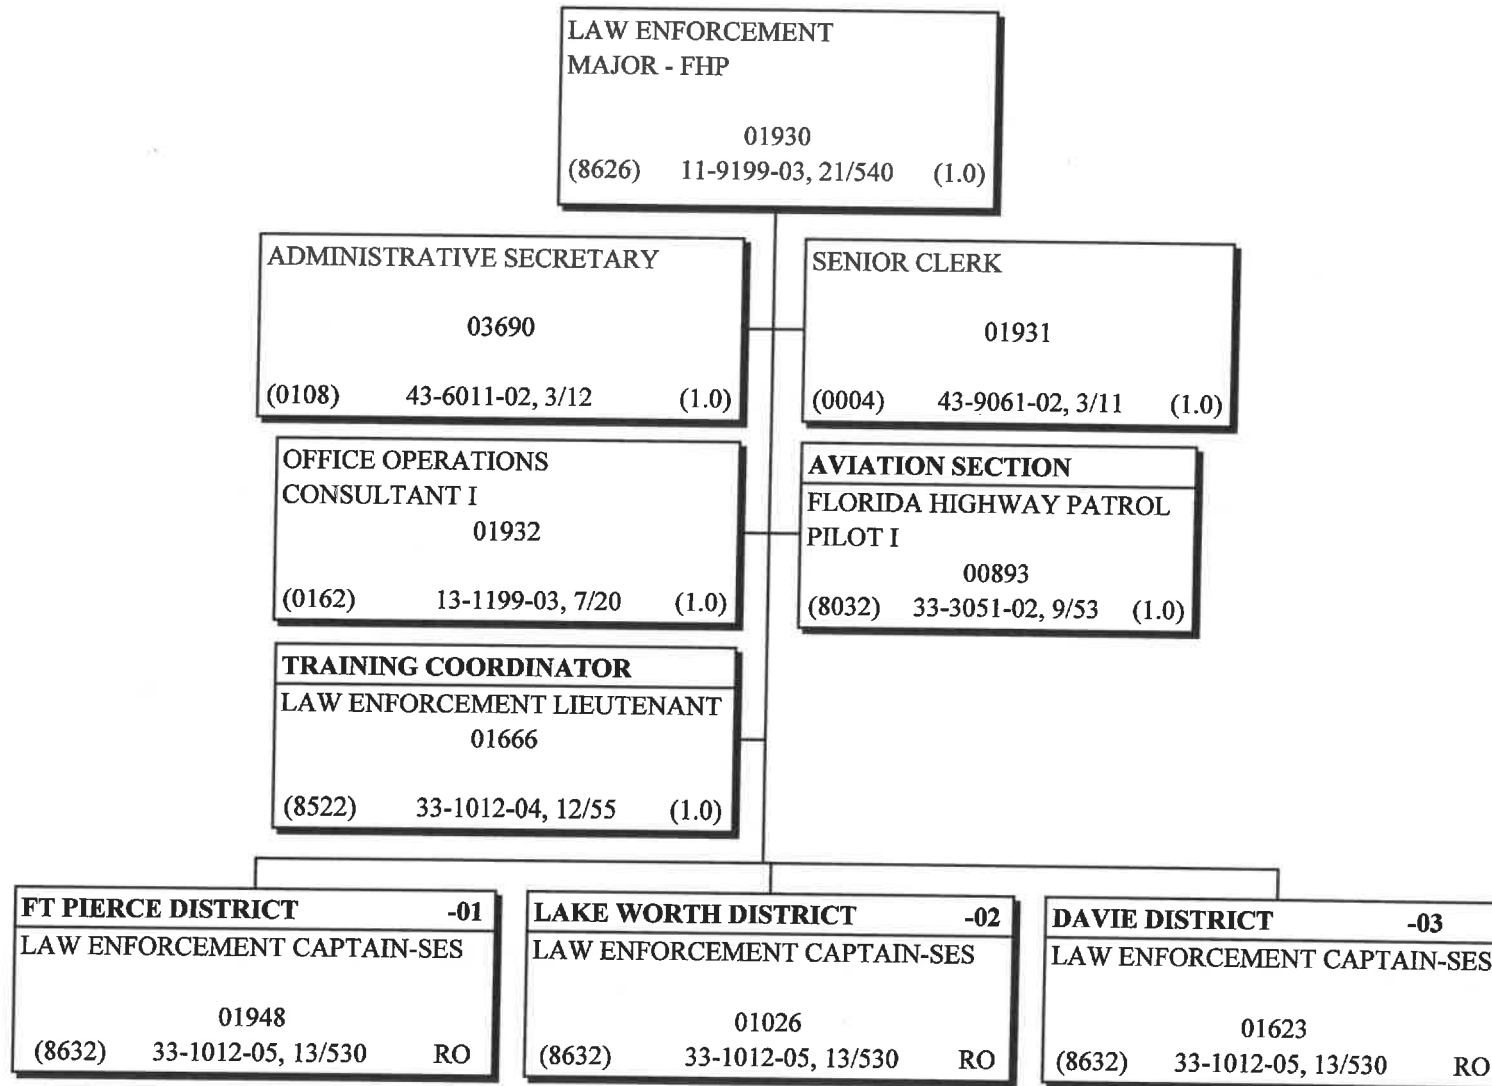 LAW ENFORCEMENT
MAJOR - FHP
01930
(8626) 11-9199-03, 21/540 (1.0)
ADMINISTRATIVE SECRETARY
03690
(0108) 43-6011-02, 3/12 (1.0)
SENIOR CLERK
01931
(0004) 43-9061-02, 3/11 (1.0)
OFFICE OPERATIONS
CONSULTANT I
01932
(0162) 13-1199-03, 7/20 (1.0)
AVIATION SECTION
FLORIDA HIGHWAY PATROL
PILOT I
00893
(8032) 33-3051-02, 9/53 (1.0)
TRAINING COORDINATOR
LAW ENFORCEMENT LIEUTENANT
01666
(8522) 33-1012-04, 12/55 (1.0)
FT PIERCE DISTRICT -01
LAW ENFORCEMENT CAPTAIN-SES
01948
(8632) 33-1012-05, 13/530 RO
LAKE WORTH DISTRICT -02
LAW ENFORCEMENT CAPTAIN-SES
01026
(8632) 33-1012-05, 13/530 RO
DAVIE DISTRICT -03
LAW ENFORCEMENT CAPTAIN-SES
01623
(8632) 33-1012-05, 13/530 RO